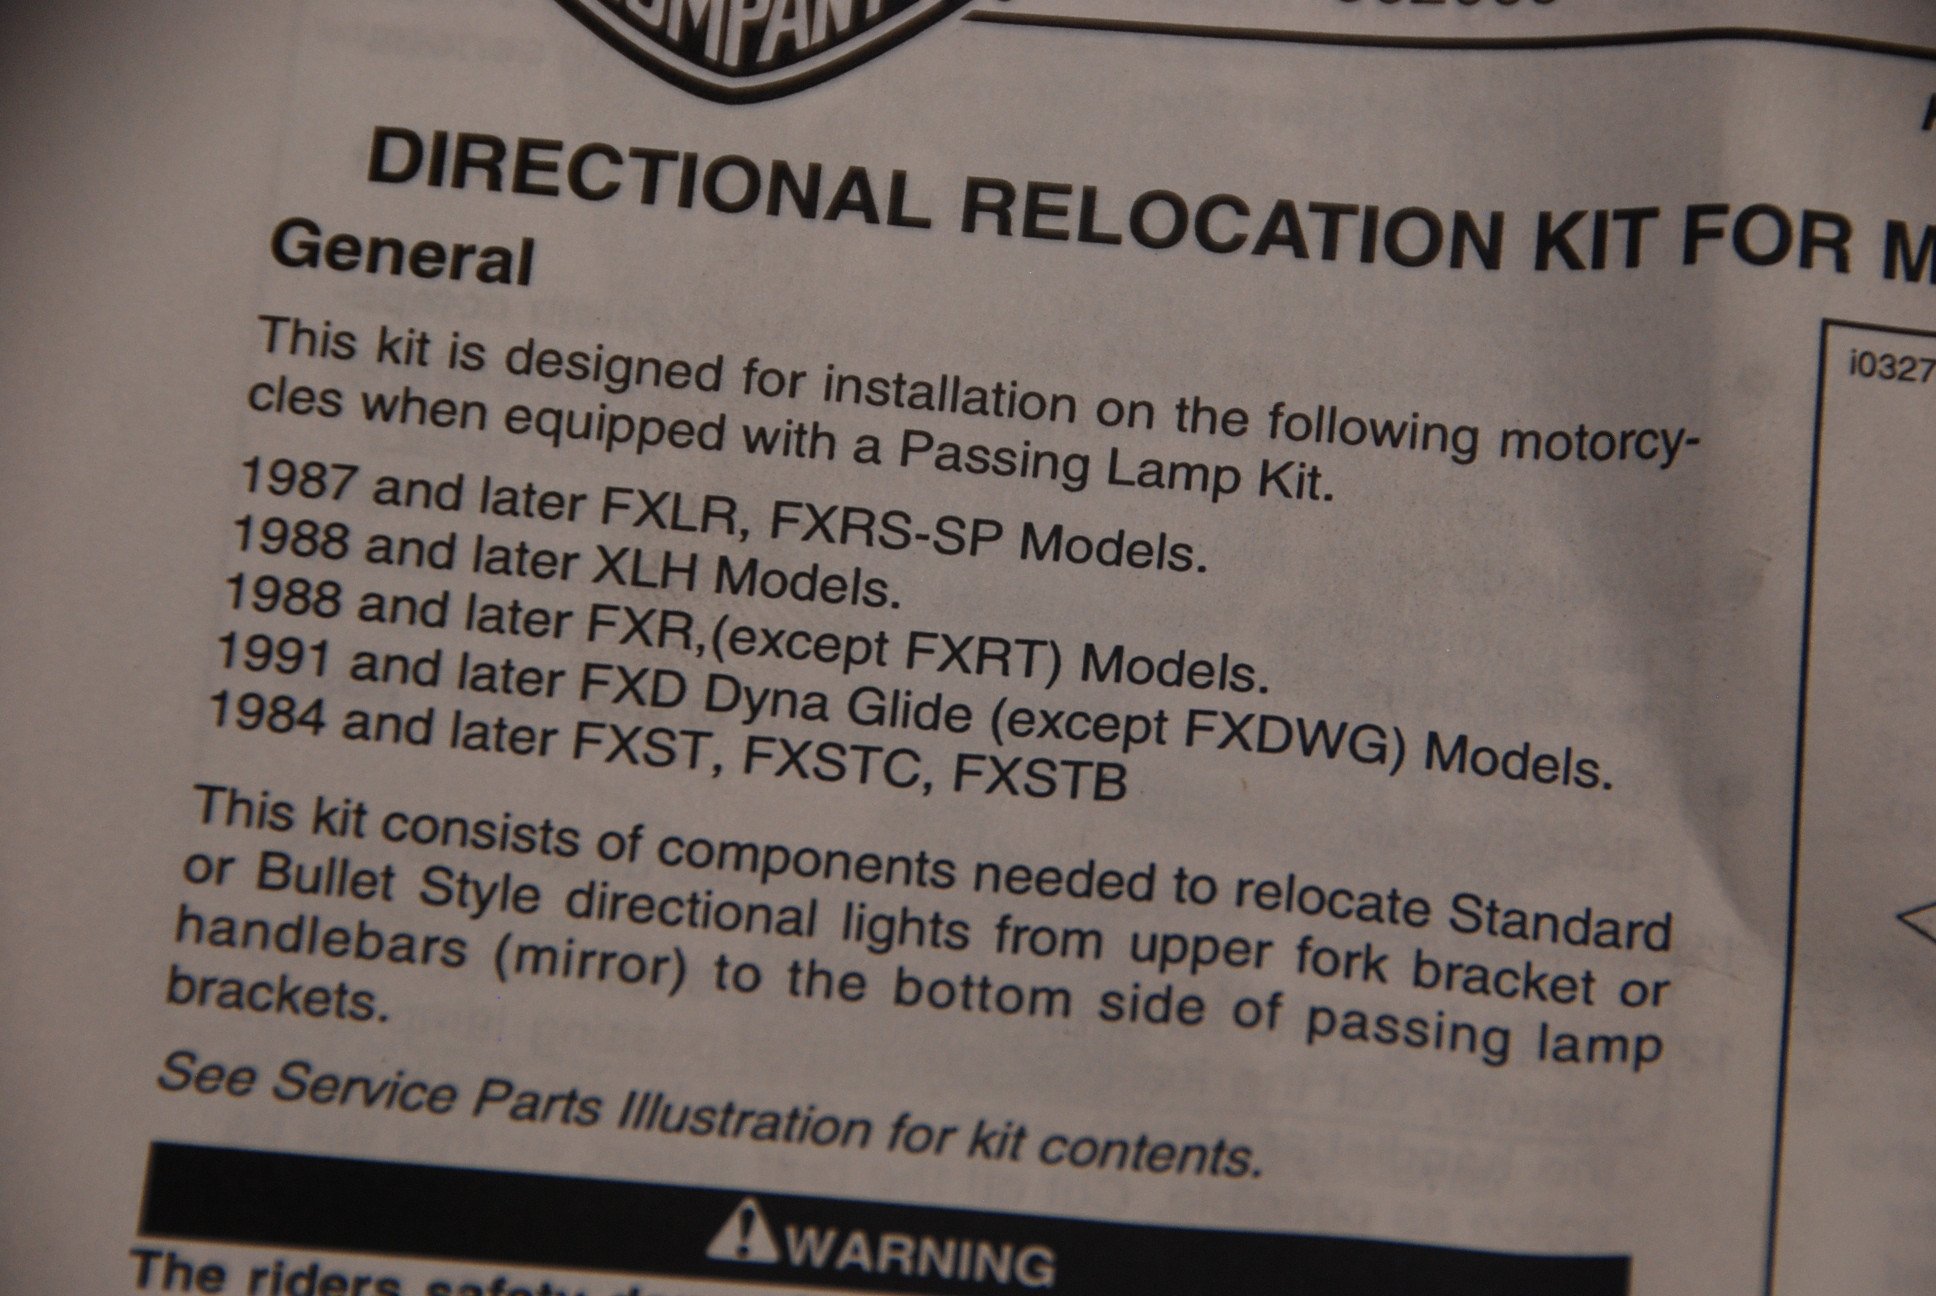 COMPANY
DIRECTIONAL RELOCATION KIT FOR
General
This kit is designed for installation on the following motorcy-
cles when equipped with a Passing Lamp Kit.
1987 and later FXLR, FXRS-SP Models.
1988 and later XLH Models.
1988 and later FXR,(except FXRT) Models.
1991 and later FXD Dyna Glide (except FXDWG) Models.
1984 and later FXST, FXSTC, FXSTB
This kit consists of components needed to relocate Standard
or Bullet Style directional lights from upper fork bracket or
handlebars (mirror) to the bottom side of passing lamp
brackets.
See Service Parts Illustration for kit contents.
i0327
WARNING
The riders safety